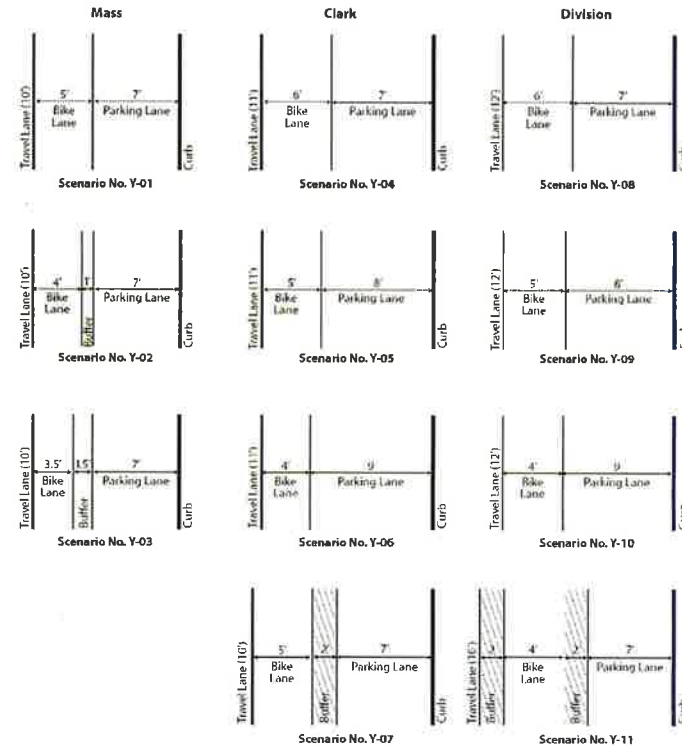 Mass
Clark
Division
Travel Lane (10')
5'
Bike
Lane
7'
Parking Lane
Curb
Scenario No. Y-01
Travel Lane (11')
6'
Bike
Lane
7'
Parking Lane
Curb
Scenario No. Y-04
Travel Lane (12')
6'
Bike
Lane
7'
Parking Lane
Scenario No. Y-08
Travel Lane (10')
4'
Bike
Lane
1'
Buffer
7'
Parking Lane
Curb
Scenario No. Y-02
Travel Lane (11')
5'
Bike
Lane
8'
Parking Lane
Curb
Scenario No. Y-05
Travel Lane (12')
5'
Bike
Lane
Parking Lane
Scenario No. Y-09
Travel Lane (10')
3.5'
Bike
Lane
1.5'
Buffer
7'
Parking Lane
Curb
Scenario No. Y-03
Travel Lane (11')
4'
Bike
Lane
9
Parking Lane
Curb
Scenario No. Y-06
Travel Lane (12')
4'
Bike
Lane
9
Parking Lane
Scenario No. Y-10
Travel Lane (10')
5'
Bike
Lane
2'
Buffer
7'
Parking Lane
Curb
Scenario No. Y-07
Travel Lane (10')
2'
Buffer
4'
Bike
Lane
2'
Buffer
7'
Parking Lane
Curb
Scenario No. Y-11